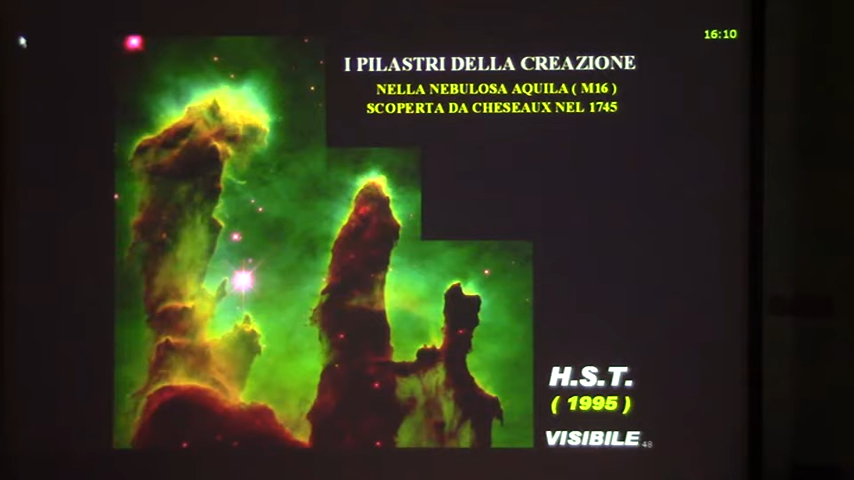 16:10
I PILASTRI DELLA CREAZIONE
NELLA NEBULOSA AQUILA ( M16 )
SCOPERTA DA CHESEAUX NEL 1745
H.S.T.
( 1995 )
VISIBILE
48